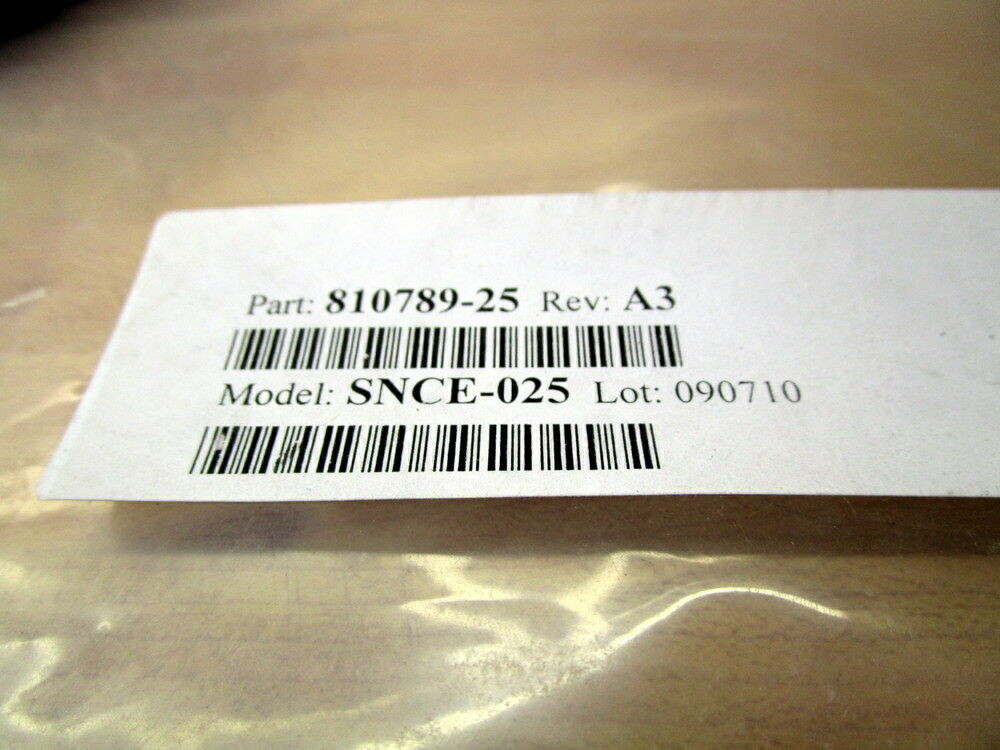 Part: 810789-25 Rev: A3
Model: SNCE-025 Lot: 090710